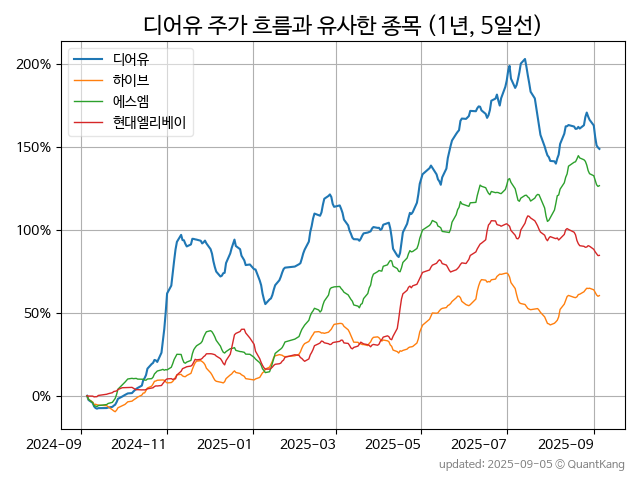 디어유 주가 흐름과 유사한 종목 (1년, 5일선)
디어유
하이브
에스엠
현대엘리베이
200%
150%
100%
50%
0%
2024-09 2024-11 2025-01 2025-03 2025-05 2025-07 2025-09
updated: 2025-09-05 © QuantKang